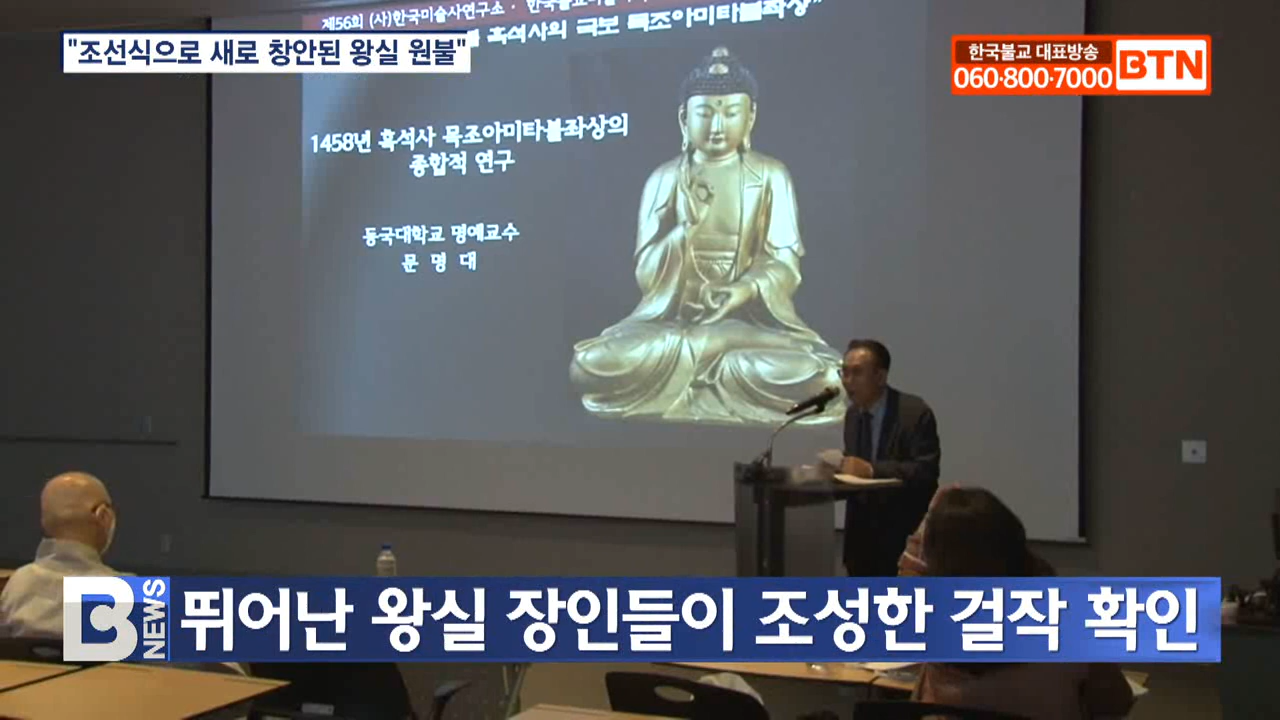 제56회 (사)한국미술사연구소 ·
"조선식으로 새로 창안된 왕실 원불"
흑석사의 국보 목조아미타불좌상"
한국불교 대표방송
060·800·7000
BTN
1458년 흑석사 목조아미타불좌상의
종합적 연구
동국대학교 명예교수
문 명 대
B NEWS
뛰어난 왕실 장인들이 조성한 걸작 확인